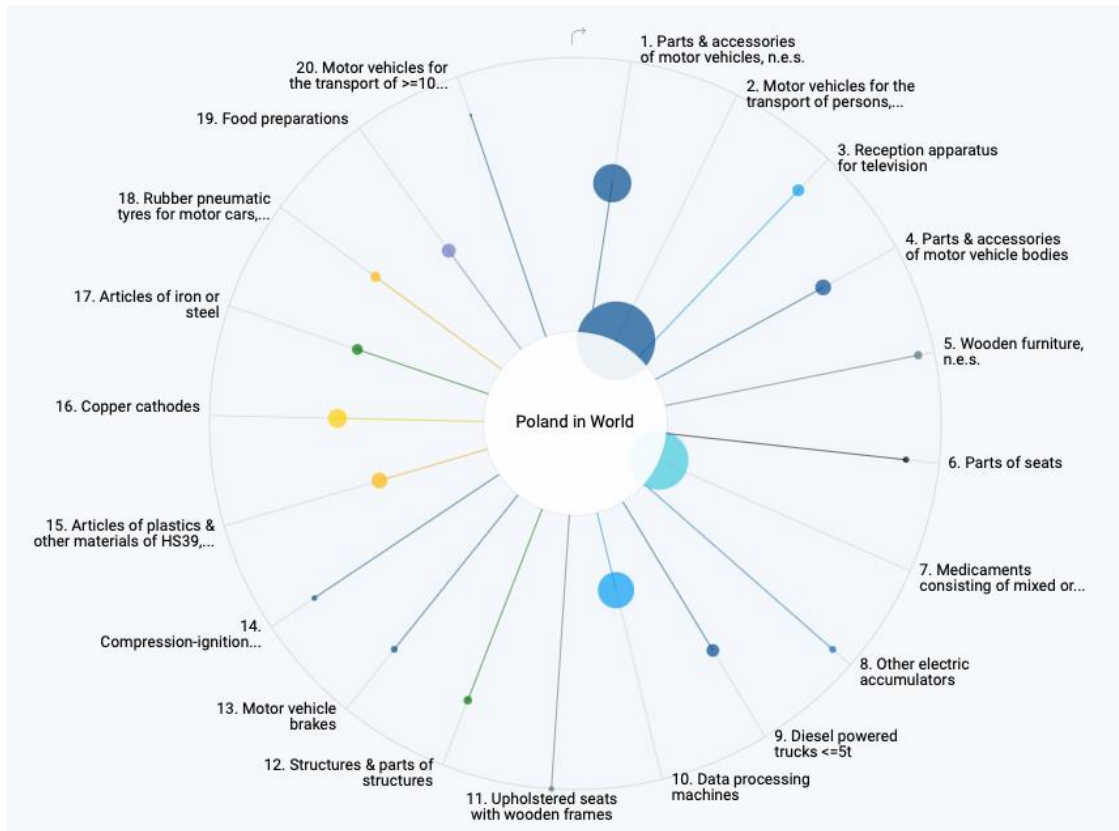 1. Parts & accessories
of motor vehicles, n.e.s.
2. Motor vehicles for the
transport of persons,...
3. Reception apparatus
for television
4. Parts & accessories
of motor vehicle bodies
5. Wooden furniture,
n.e.s.
6. Parts of seats
7. Medicaments
consisting of mixed or...
8. Other electric
accumulators
9. Diesel powered
trucks <=5t
10. Data processing
machines
11. Upholstered seats
with wooden frames
12. Structures & parts of
structures
13. Motor vehicle
brakes
14.
Compression-ignition...
15. Articles of plastics &
other materials of HS39,...
16. Copper cathodes
17. Articles of iron or
steel
18. Rubber pneumatic
tyres for motor cars,...
19. Food preparations
20. Motor vehicles for
the transport of >=10...
Poland in World